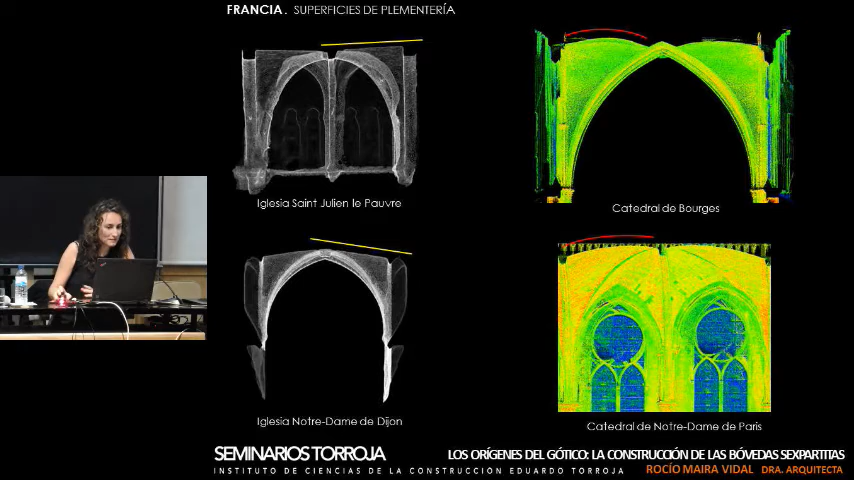 FRANCIA. SUPERFICIES DE PLEMENTERÍA
Iglesia Saint Julien le Pauvre
Catedral de Bourges
Iglesia Notre-Dame de Dijon
Catedral de Notre-Dame de Paris
SEMINARIOS TORROJA
INSTITUTO DE CIENCIAS DE LA CONSTRUCCIÓN EDUARDO TORROJA
LOS ORÍGENES DEL GÓTICO: LA CONSTRUCCIÓN DE LAS BÓVEDAS SEXPARTITAS
ROCÍO MAIRA VIDAL DRA. ARQUITECTA